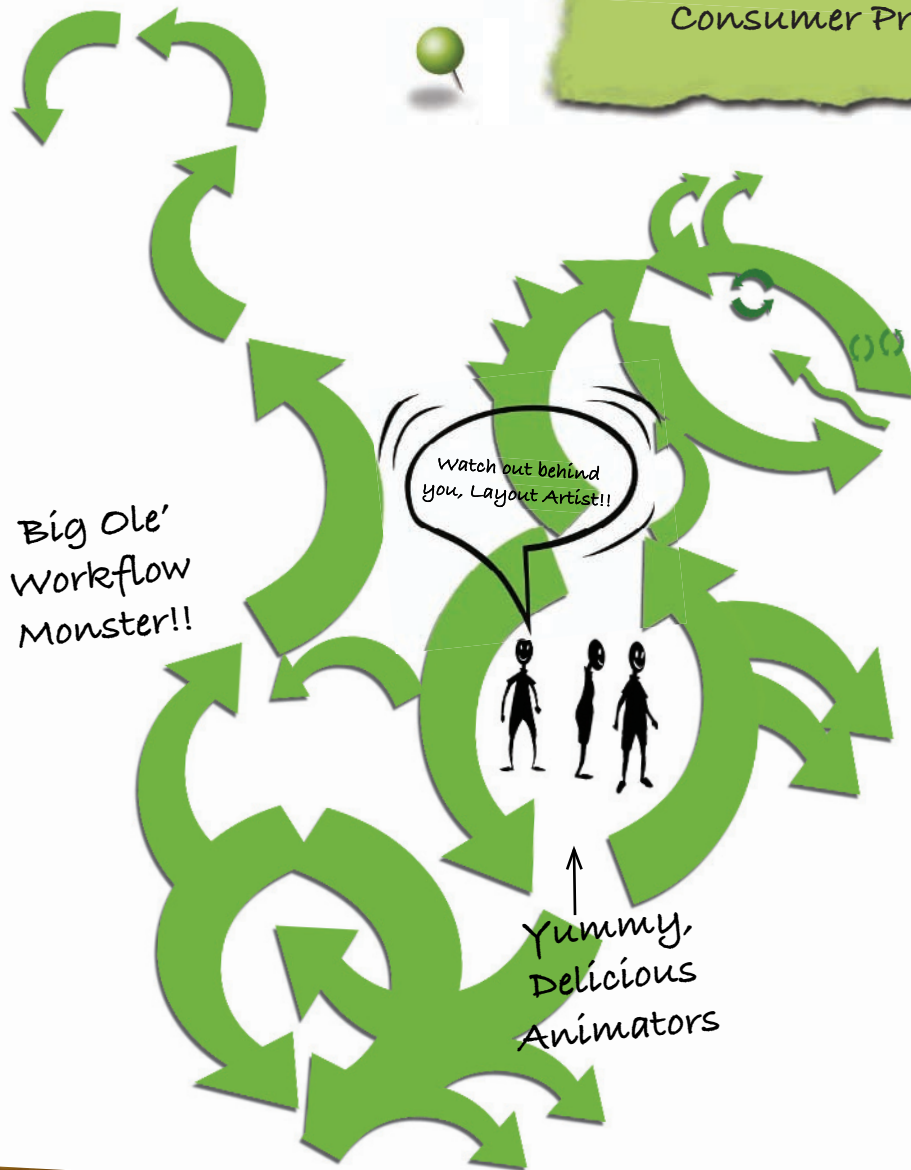 Consumer Pr
Watch out behind
you, Layout Artist!!
Big Ole'
Workflow
Monster!!
Yummy,
Delicious
Animators